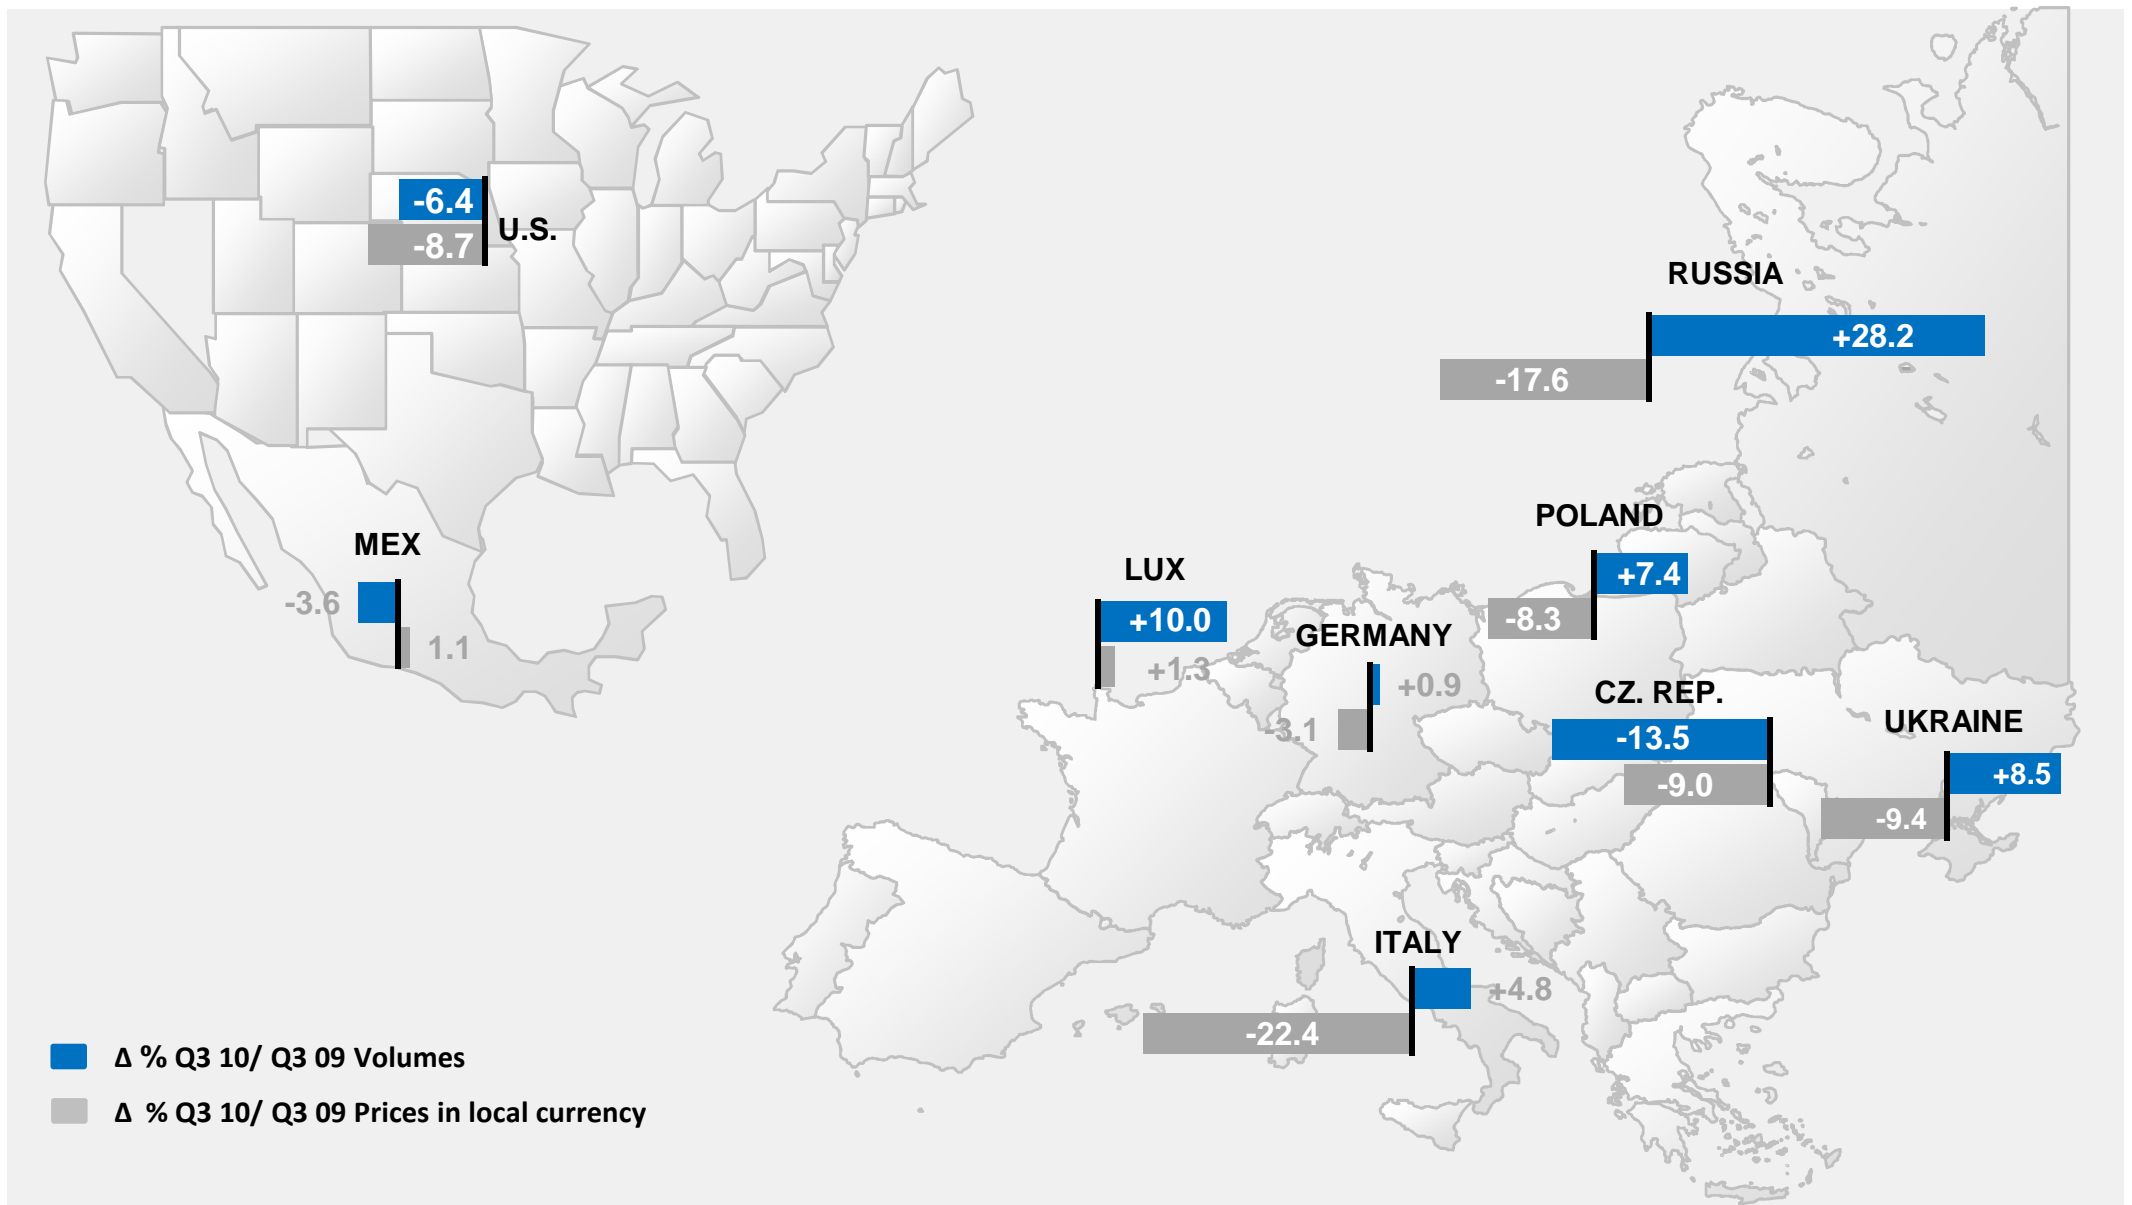 -6.4
U.S.
-8.7
RUSSIA
+28.2
-17.6
POLAND
+7.4
-8.3
MEX
-3.6
1.1
LUX
+10.0
+1.3
GERMANY
+0.9
-3.1
CZ. REP.
-13.5
-9.0
UKRAINE
+8.5
-9.4
ITALY
+4.8
-22.4
Δ % Q3 10/ Q3 09 Volumes
Δ % Q3 10/ Q3 09 Prices in local currency